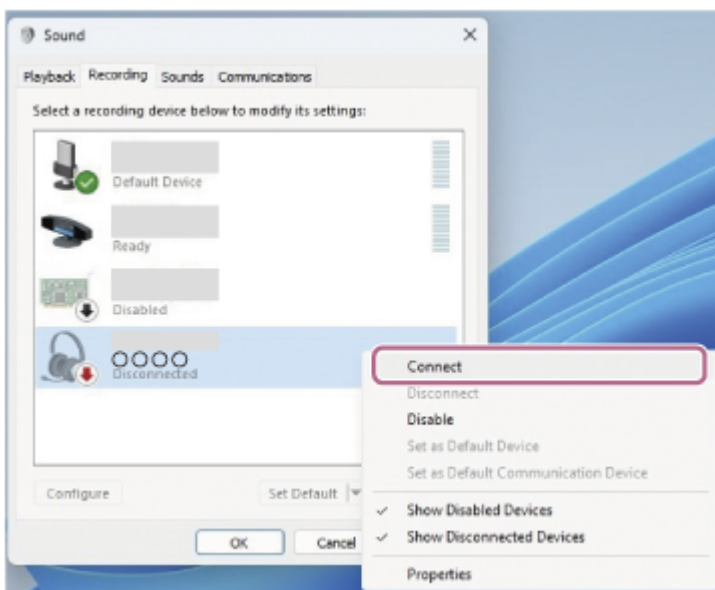 Sound
Playback Recording Sounds Communications
Select a recording device below to modify its settings:
Default Device
Ready
Disabled
○○○○
Disconnected
Configure
Set Default
OK
Cancel
Connect
Disconnect
Disable
Set as Default Device
Set as Default Communication Device
Show Disabled Devices
Show Disconnected Devices
Properties